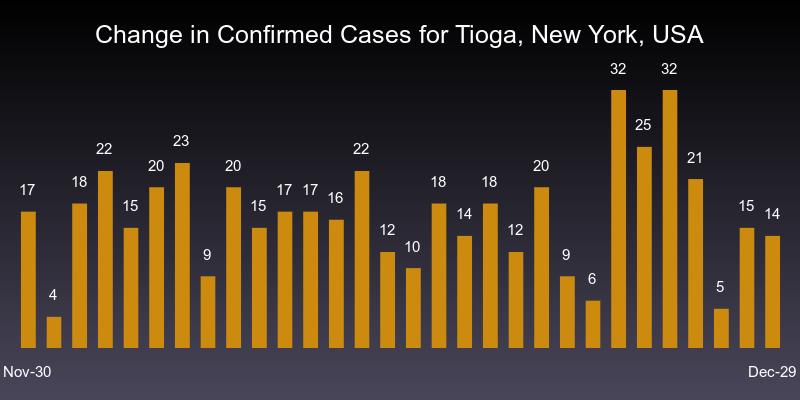 Change in Confirmed Cases for Tioga, New York, USA
17 4 18 22 15 20 23 9 20 15 17 17 16 22 12 10 18 14 18 12 20 9 6 32 25 32 21 5 15 14
Nov-30 Dec-29